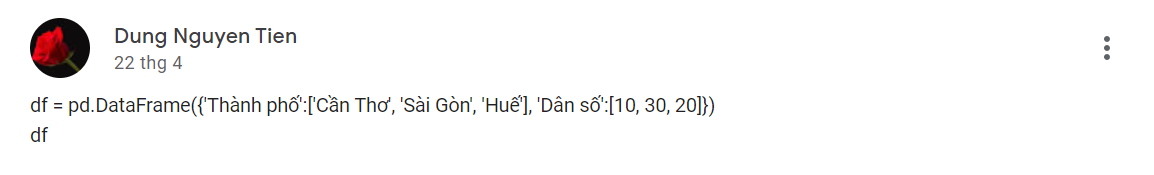 Dung Nguyen Tien
22 thg 4
df = pd.DataFrame({'Thành phố':['Cần Thơ', 'Sài Gòn', 'Huế'], 'Dân số':[10, 30, 20]})
df